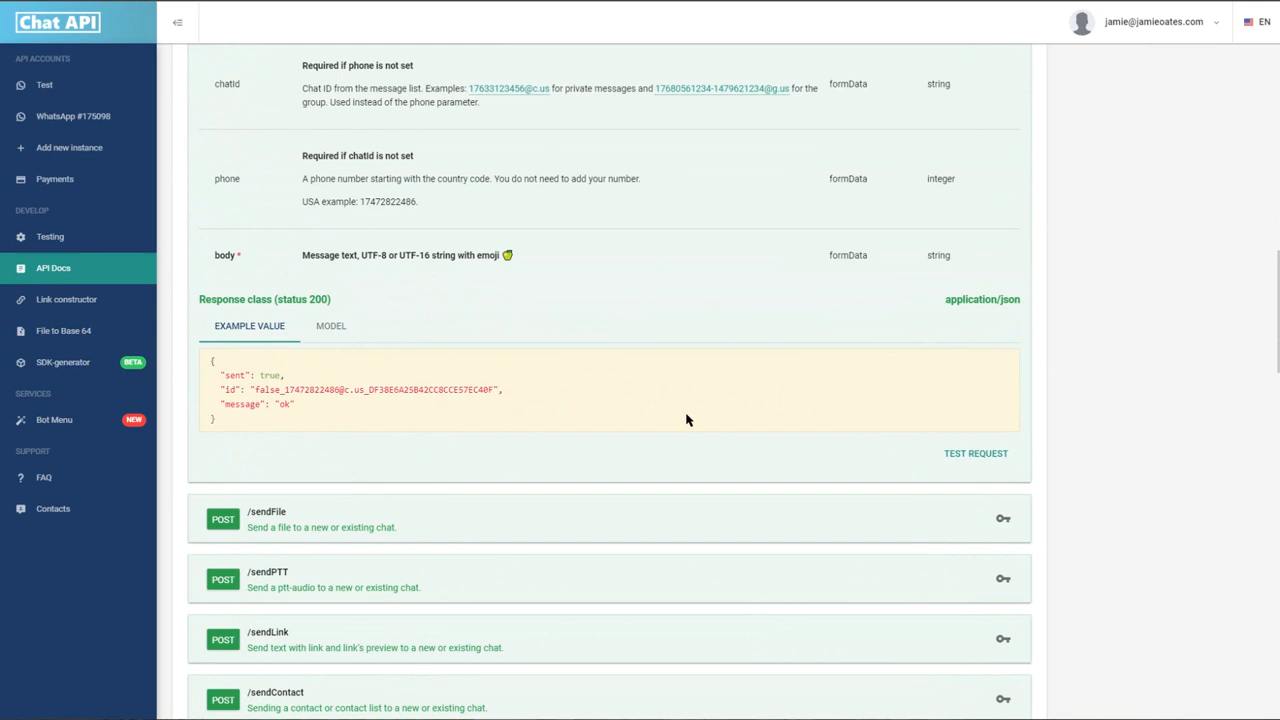 Chat API
jamie@jamieoates.com
EN
API ACCOUNTS
Test
WhatsApp #175098
Add new instance
Payments
DEVELOP
Testing
API Docs
Link constructor
File to Base 64
SDK-generator BETA
SERVICES
Bot Menu NEW
SUPPORT
FAQ
Contacts
Required if phone is not set
chatId
Chat ID from the message list. Examples: 17633123456@c.us for private messages and 17680561234-1479621234@g.us for the
group. Used instead of the phone parameter.
formData
string
Required if chatId is not set
phone
A phone number starting with the country code. You do not need to add your number.
USA example: 17472822486.
formData
integer
body *
Message text, UTF-8 or UTF-16 string with emoji 🍏
formData
string
Response class (status 200)
application/json
EXAMPLE VALUE
MODEL
{
"sent": true,
"id": "false_17472822486@c.us_DF38E6A25B42CC8CCE57EC40F",
"message": "ok"
}
TEST REQUEST
POST
/sendFile
Send a file to a new or existing chat.
POST
/sendPTT
Send a ptt-audio to a new or existing chat.
POST
/sendLink
Send text with link and link's preview to a new or existing chat.
POST
/sendContact
Sending a contact or contact list to a new or existing chat.